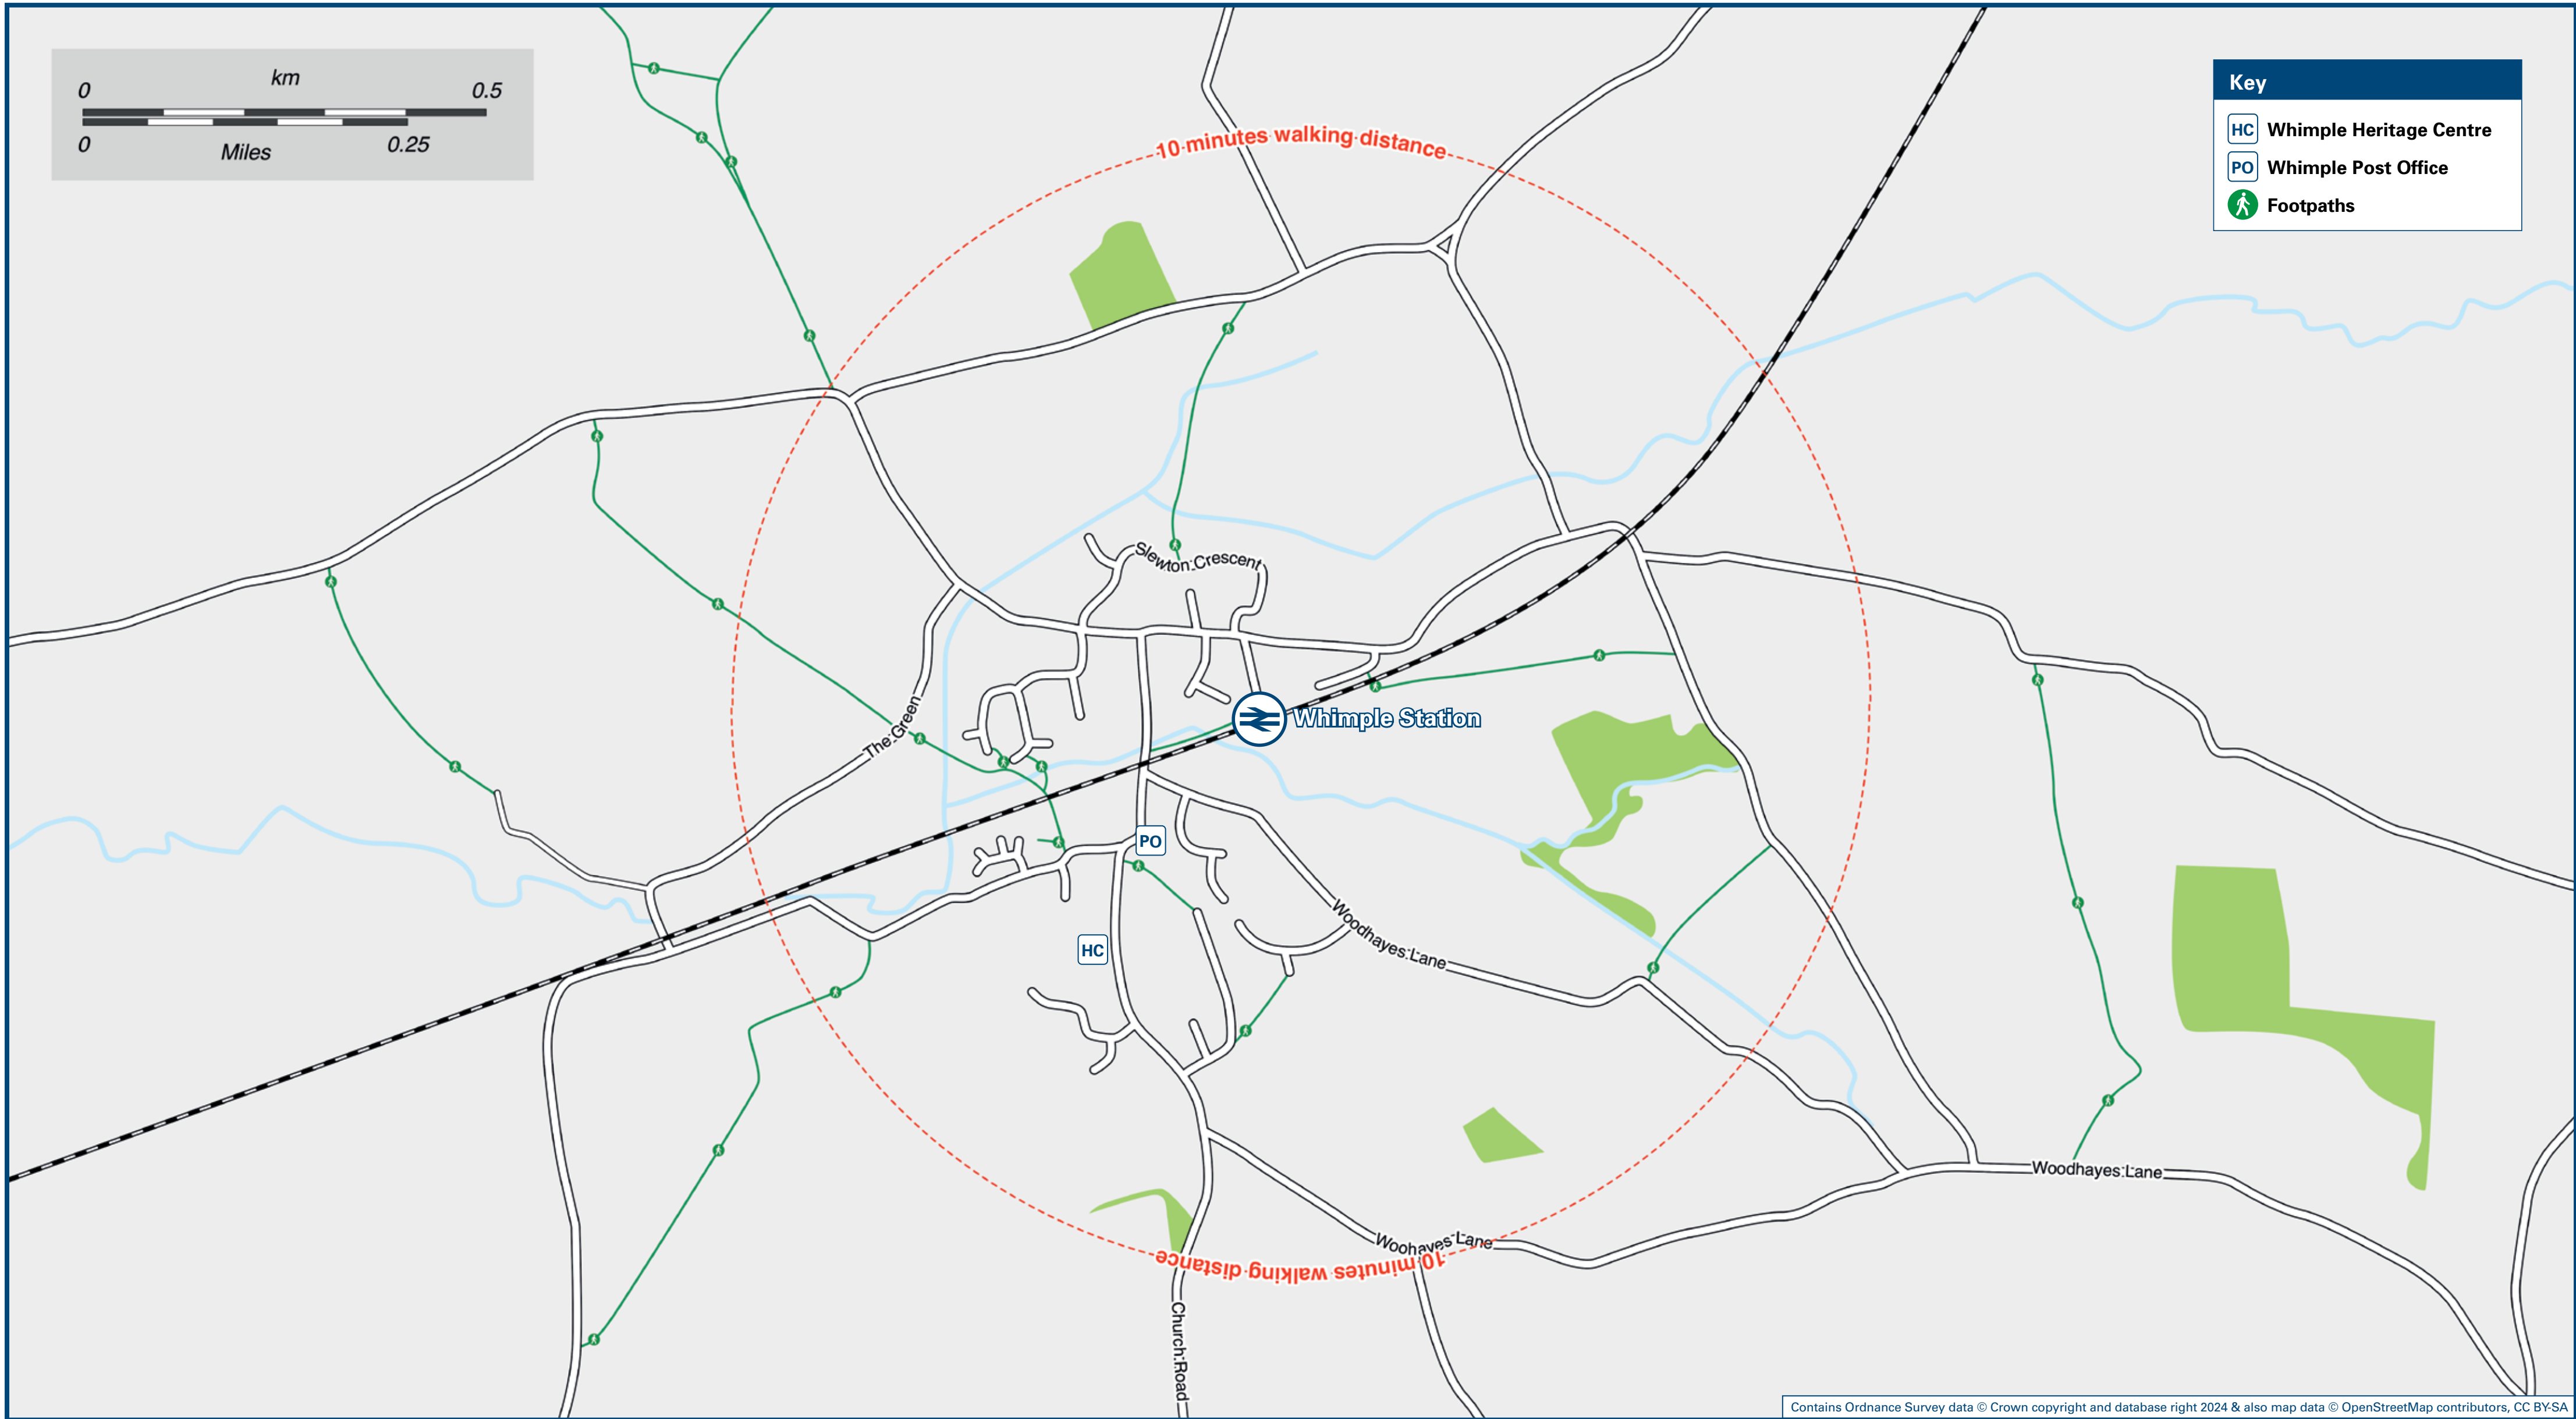 km
0 0.5
0 0.25
Miles
Key
HC Whimple Heritage Centre
PO Whimple Post Office
Footpaths
10 minutes walking distance
Slewton Crescent
The Green
Whimple Station
PO
HC
Woodhayes Lane
Woodhayes Lane
Woohayes Lane
10 minutes walking distance
Church Road
Contains Ordnance Survey data © Crown copyright and database right 2024 & also map data © OpenStreetMap contributors, CC BY-SA